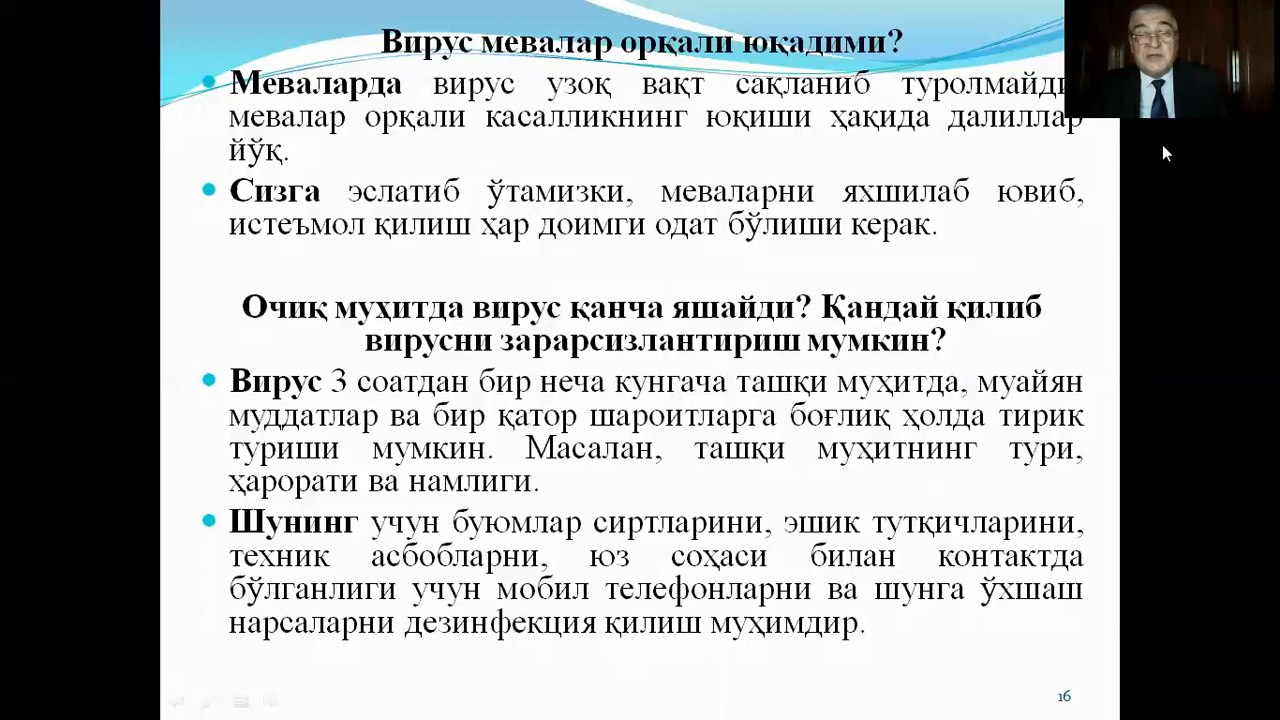 Вирус мевалар орқали юқадими?
Меваларда вирус узоқ вақт сақланиб туролмайди
мевалар орқали касалликнинг юқиши ҳақида далиллар
йўқ.
Сизга эслатиб ўтамизки, меваларни яхшилаб ювиб,
истеъмол қилиш ҳар доимги одат бўлиши керак.
Очиқ муҳитда вирус қанча яшайди? Қандай қилиб
вирусни зарарсизлантириш мумкин?
Вирус 3 соатдан бир неча кунгача ташқи муҳитда, муайян
муддатлар ва бир қатор шароитларга боғлиқ ҳолда тирик
туриши мумкин. Масалан, ташқи муҳитнинг тури,
ҳарорати ва намлиги.
Шунинг учун буюмлар сиртларини, эшик тутқичларини,
техник асбобларни, юз соҳаси билан контактда
бўлганлиги учун мобил телефонларни ва шунга ўхшаш
нарсаларни дезинфекция қилиш муҳимдир.
16